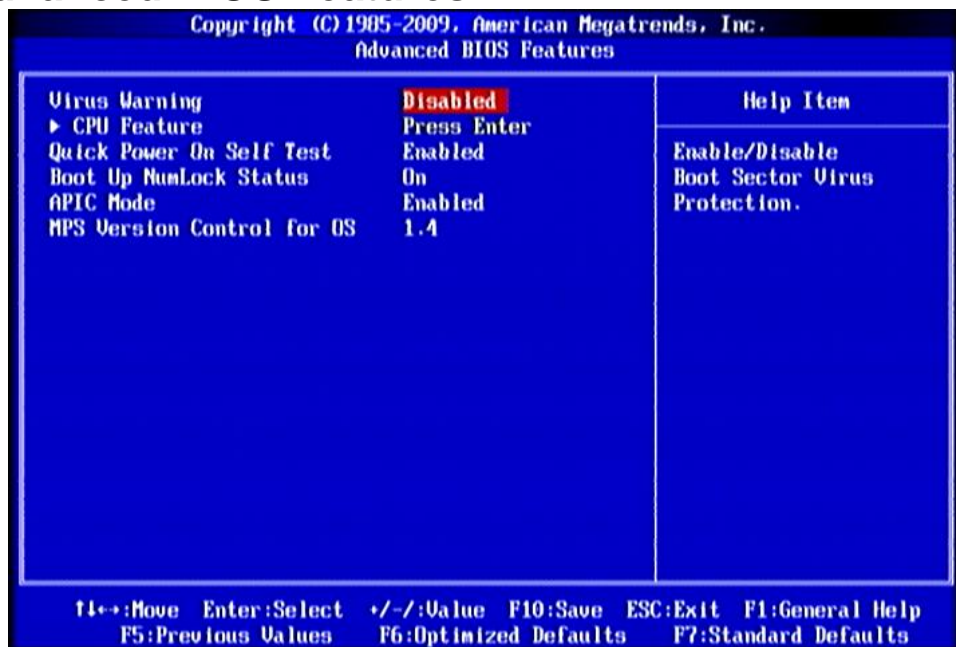 Copyright (C)1985-2009, American Megatrends, Inc.
Advanced BIOS Features
Virus Warning Disabled
▶ CPU Feature Press Enter
Quick Power On Self Test Enabled
Boot Up NumLock Status On
APIC Mode Enabled
MPS Version Control for OS 1.4
Help Item
Enable/Disable
Boot Sector Virus
Protection.
↑↓←→:Move Enter:Select +/-/:Value F10:Save ESC:Exit F1:General Help
F5:Previous Values F6:Optimized Defaults F7:Standard Defaults